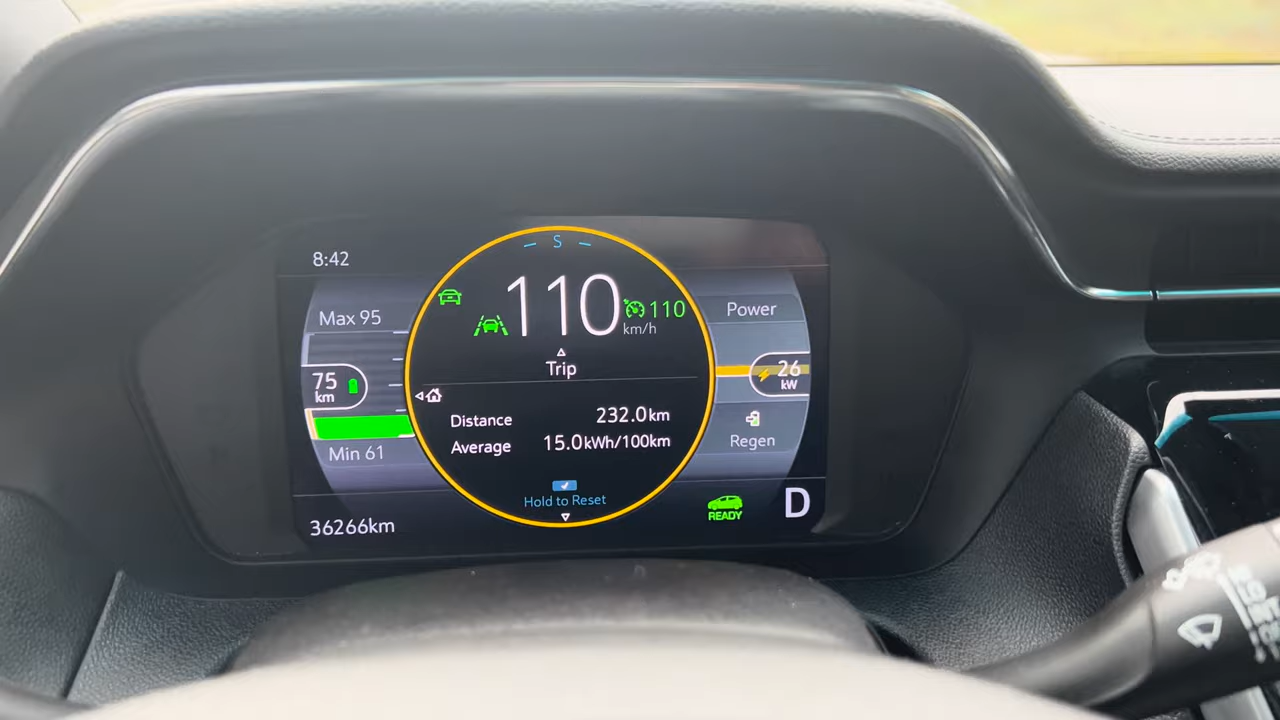 8:42
S
Max 95
110
110
km/h
Power
75
km
26
kW
Trip
Distance 232.0km
Average 15.0kWh/100km
Min 61
Regen
Hold to Reset
36266km
READY
D